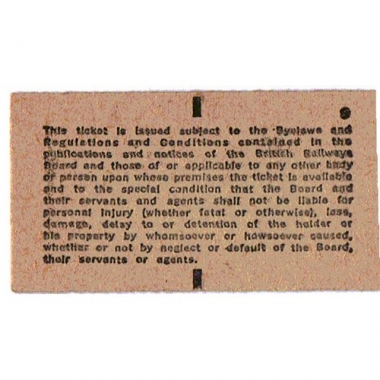 9
This ticket is issued subject to the Byelaws and
Regulations and Conditions contained in the
publications and notices of the British Railways
Board and those of or applicable to any other body
or person upon whose premises the ticket is available
and to the special condition that the Board and
their servants and agents shall not be liable for
personal injury (whether fatal or otherwise), loss,
damage, delay to or detention of the holder or
his property by whomsoever or howsoever caused,
whether or not by neglect or default of the Board,
their servants or agents.